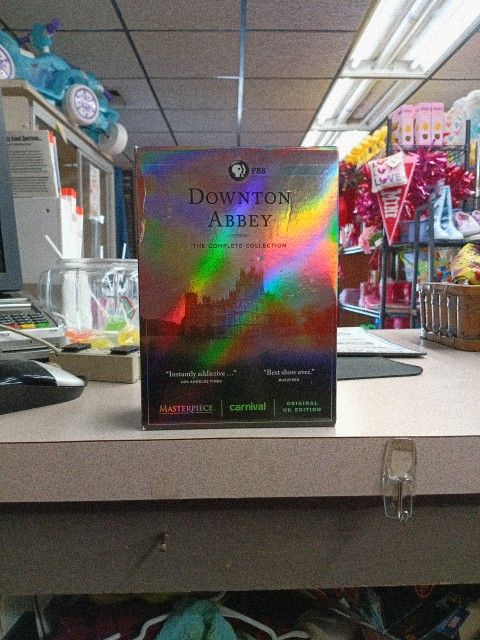 PBS
DOWNTON
ABBEY
THE COMPLETE COLLECTION
"Instantly addictive..."
LOS ANGELES TIMES
"Best show ever."
BUZZFEED
MASTERPIECE
carnival
ORIGINAL
UK EDITION
LOVE